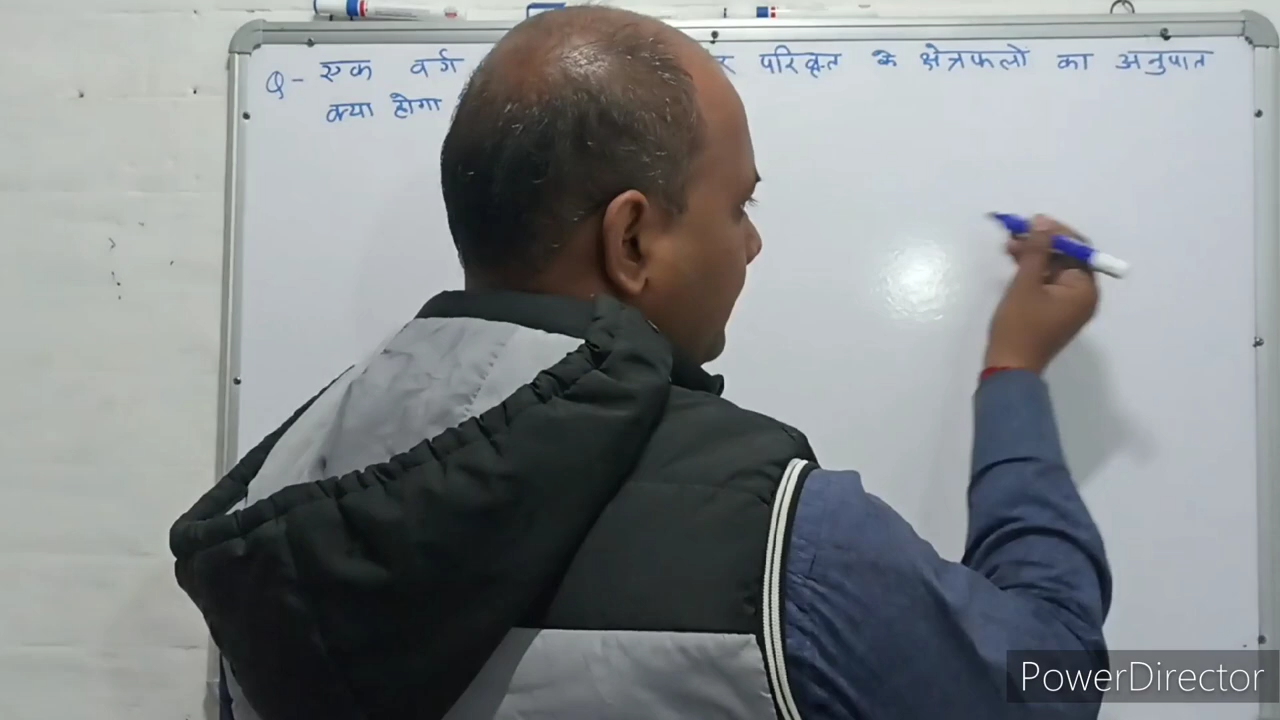 Q- एक वर्ग परिवृत के क्षेत्रफलों का अनुपात
क्या होगा
PowerDirector